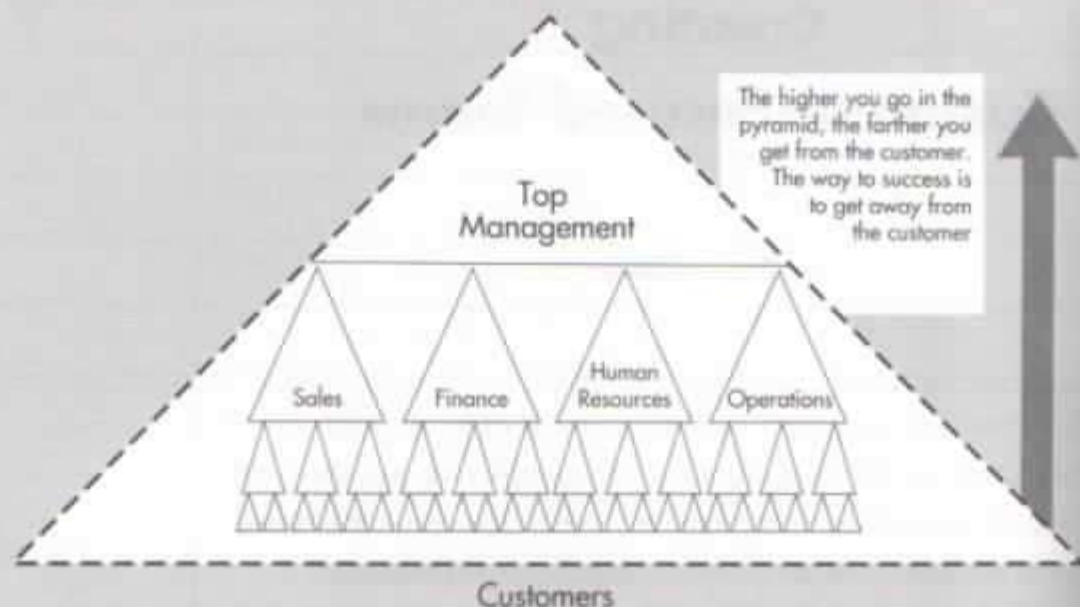 The higher you go in the
pyramid, the farther you
get from the customer.
The way to success is
to get away from
the customer
Top
Management
Sales
Finance
Human
Resources
Operations
Customers